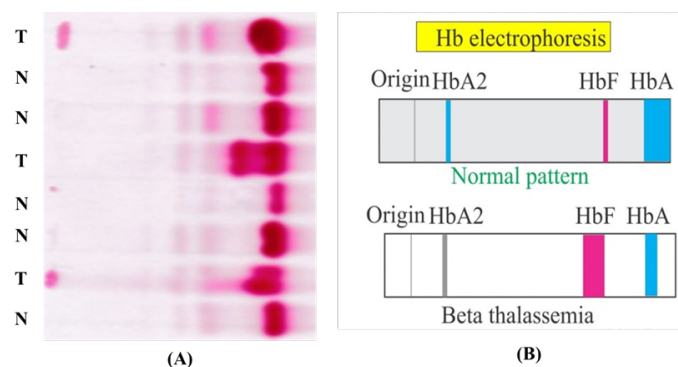 T
N
N
T
N
N
T
N
(A)
Hb electrophoresis
Origin HbA2 HbF HbA
Normal pattern
Origin HbA2 HbF HbA
Beta thalassemia
(B)